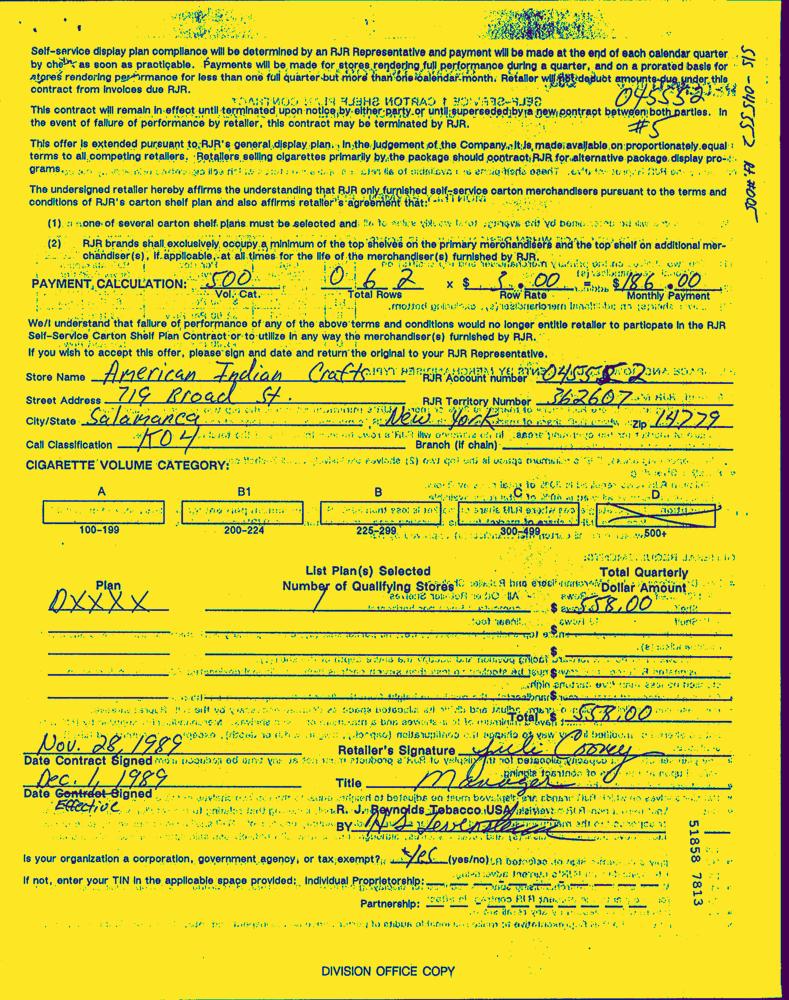 Self-service display plan compliance will be determined by an RJR Representative and payment will be made at the end of each calendar quarter
by check as soon as practicable. Payments will be made for stores rendering full performance during a quarter, and on a prorated basis for
stores rendering performance for less than one full quarter but more than one calendar month. Retailer will not deduct amounts due under this
contract from invoices due RJR.
045552
#5
This contract will remain in effect until terminated upon notice by either party or until superseded by a new contract between both parties. In
the event of failure of performance by retailer, this contract may be terminated by RJR.
This offer is extended pursuant to RJR's general display plan. In the judgement of the Company, it is made available on proportionately equal
terms to all competing retailers. Retailers selling cigarettes primarily by the package should contract RJR for alternative package display pro-
grams.
The undersigned retailer hereby affirms the understanding that RJR only furnished self-service carton merchandisers pursuant to the terms and
conditions of RJR's carton shelf plan and also affirms retailer's agreement that:
(1) one of several carton shelf plans must be selected and
(2) RJR brands shall exclusively occupy a minimum of the top shelves on the primary merchandisers and the top shelf on additional mer-
chandiser(s), if applicable, at all times for the life of the merchandiser(s) furnished by RJR.
PAYMENT CALCULATION: 500 0 6 2 x $ 3.00 = $186.00
Vol. Cat. Total Rows Row Rate Monthly Payment
We/I understand that failure of performance of any of the above terms and conditions would no longer entitle retailer to participate in the RJR
Self-Service Carton Shelf Plan Contract or to utilize in any way the merchandiser(s) furnished by RJR.
If you wish to accept this offer, please sign and date and return the original to your RJR Representative.
Store Name American Indian Crafts RJR Account number 045552
Street Address 719 Broad St. RJR Territory Number 362607
City/State Salamanca New York Zip 14779
Call Classification K04 Branch (If chain)
CIGARETTE VOLUME CATEGORY:
A B1 B C D
100-199 200-224 225-299 300-499 500+
List Plan(s) Selected Total Quarterly
Plan Number of Qualifying Stores Dollar Amount
DXXXX 1 $ 558.00
$
$
$
$
Total $ 558.00
Nov. 28, 1989 Retailer's Signature Juli Cooney
Date Contract Signed
Dec. 1, 1989 Title Manager
Date Contract Signed
Effective
R. J. Reynolds Tobacco USA
BY
Is your organization a corporation, government agency, or tax exempt? Yes (yes/no)
If not, enter your TIN in the applicable space provided: Individual Proprietorship:
Partnership:
51858 7813
DIVISION OFFICE COPY